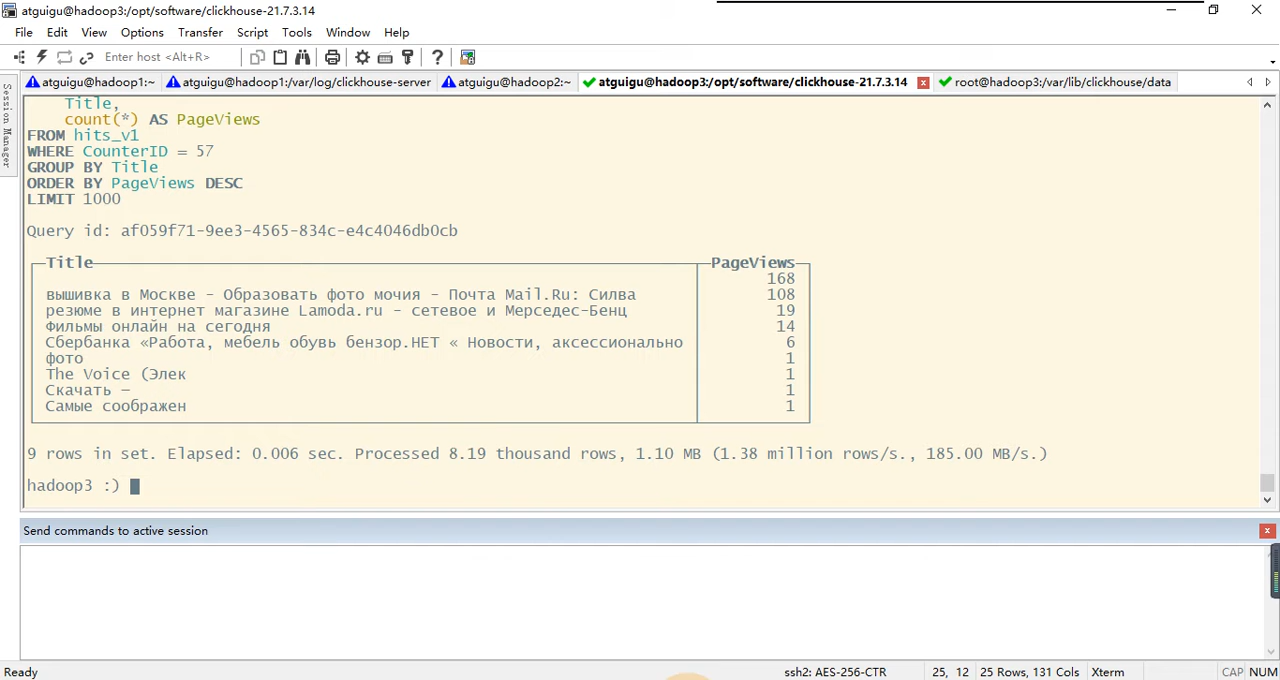 atguigu@hadoop3:/opt/software/clickhouse-21.7.3.14
File Edit View Options Transfer Script Tools Window Help
Enter host <Alt+R>
atguigu@hadoop1:~ atguigu@hadoop1:/var/log/clickhouse-server atguigu@hadoop2:~ atguigu@hadoop3:/opt/software/clickhouse-21.7.3.14 root@hadoop3:/var/lib/clickhouse/data
Session Manager
Title,
count(*) AS PageViews
FROM hits_v1
WHERE CounterID = 57
GROUP BY Title
ORDER BY PageViews DESC
LIMIT 1000
Query id: af059f71-9ee3-4565-834c-e4c4046db0cb
Title PageViews
168
вышивка в Москве - Образовать фото мочия - Почта Mail.Ru: Силва 108
резюме в интернет магазине Lamoda.ru - сетевое и Мерседес-Бенц 19
Фильмы онлайн на сегодня 14
Сбербанка «Работа, мебель обувь бензор.НЕТ « Новости, аксессионально 6
фото 1
The Voice (Элек 1
Скачать — 1
Самые соображен 1
9 rows in set. Elapsed: 0.006 sec. Processed 8.19 thousand rows, 1.10 MB (1.38 million rows/s., 185.00 MB/s.)
hadoop3 :)
Send commands to active session
Ready ssh2: AES-256-CTR 25, 12 25 Rows, 131 Cols Xterm CAP NUM